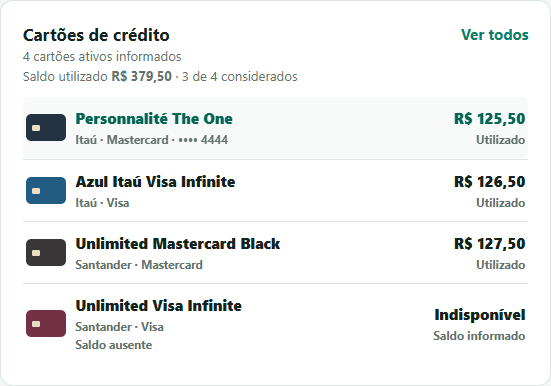 Cartões de crédito
Ver todos
4 cartões ativos informados
Saldo utilizado R$ 379,50 · 3 de 4 considerados
Personnalité The One
R$ 125,50
Itaú · Mastercard · •••• 4444
Utilizado
Azul Itaú Visa Infinite
R$ 126,50
Itaú · Visa
Utilizado
Unlimited Mastercard Black
R$ 127,50
Santander · Mastercard
Utilizado
Unlimited Visa Infinite
Indisponível
Santander · Visa
Saldo informado
Saldo ausente